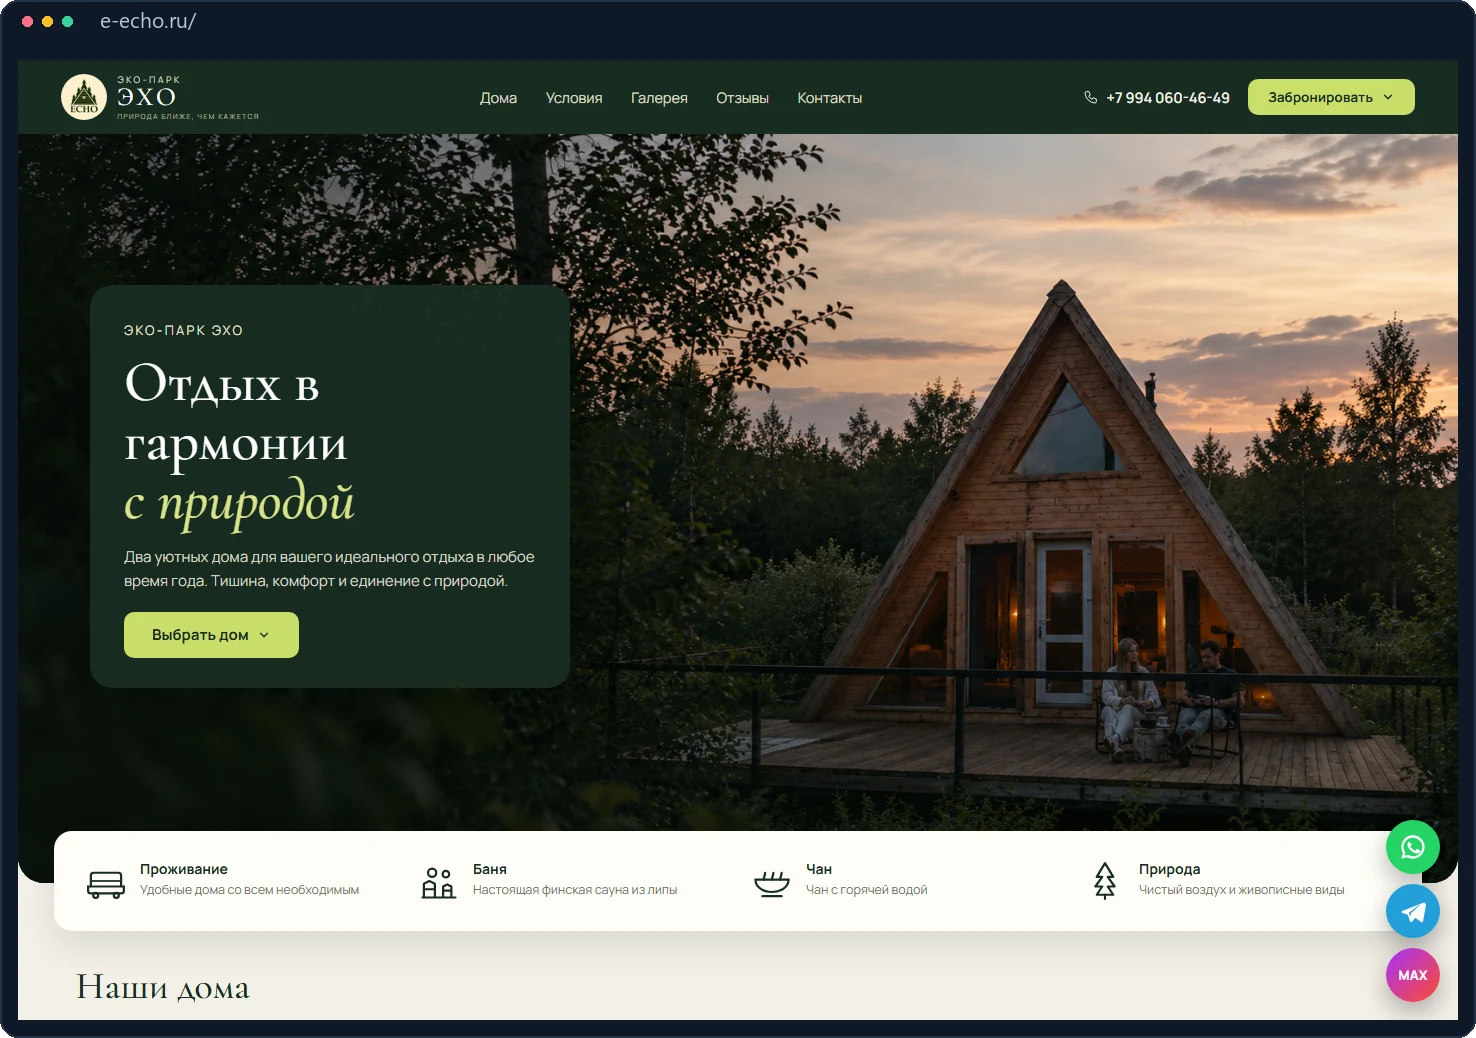 e-echo.ru/
ECHO
ЭКО-ПАРК
ЭХО
ПРИРОДА БЛИЖЕ, ЧЕМ КАЖЕТСЯ
Дома
Условия
Галерея
Отзывы
Контакты
+7 994 060-46-49
Забронировать
ЭКО-ПАРК ЭХО
Отдых в
гармонии
с природой
Два уютных дома для вашего идеального отдыха в любое
время года. Тишина, комфорт и единение с природой.
Выбрать дом
Проживание
Удобные дома со всем необходимым
Баня
Настоящая финская сауна из липы
Чан
Чан с горячей водой
Природа
Чистый воздух и живописные виды
MAX
Наши дома